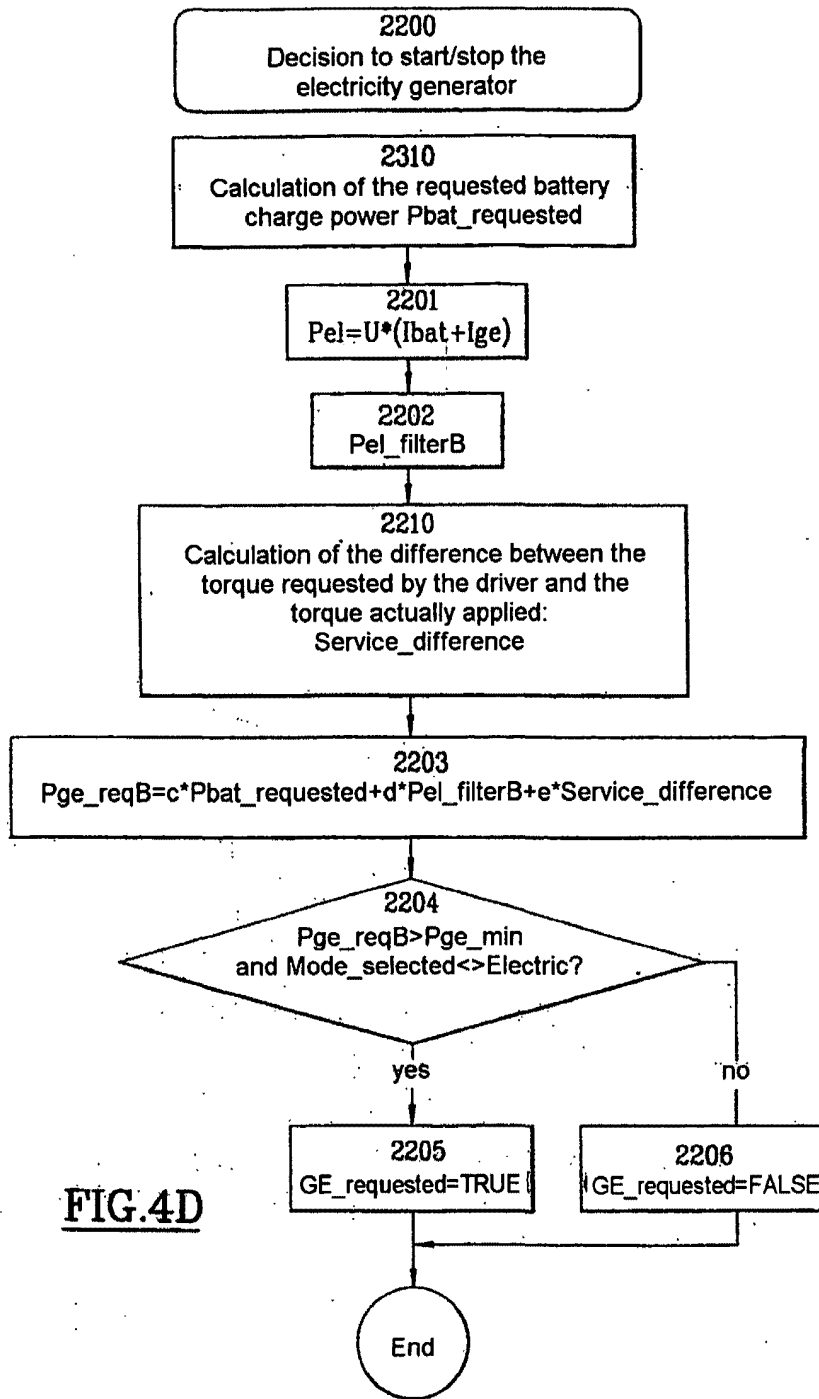 2200
Decision to start/stop the
electricity generator
2310
Calculation of the requested battery
charge power Pbat_requested
2201
Pel=U*(Ibat+Ige)
2202
Pel_filterB
2210
Calculation of the difference between the
torque requested by the driver and the
torque actually applied:
Service_difference
2203
Pge_reqB=c*Pbat_requested+d*Pel_filterB+e*Service_difference
2204
Pge_reqB>Pge_min
and Mode_selected<>Electric?
yes
no
2205
GE_requested=TRUE
2206
GE_requested=FALSE
FIG.4D
End